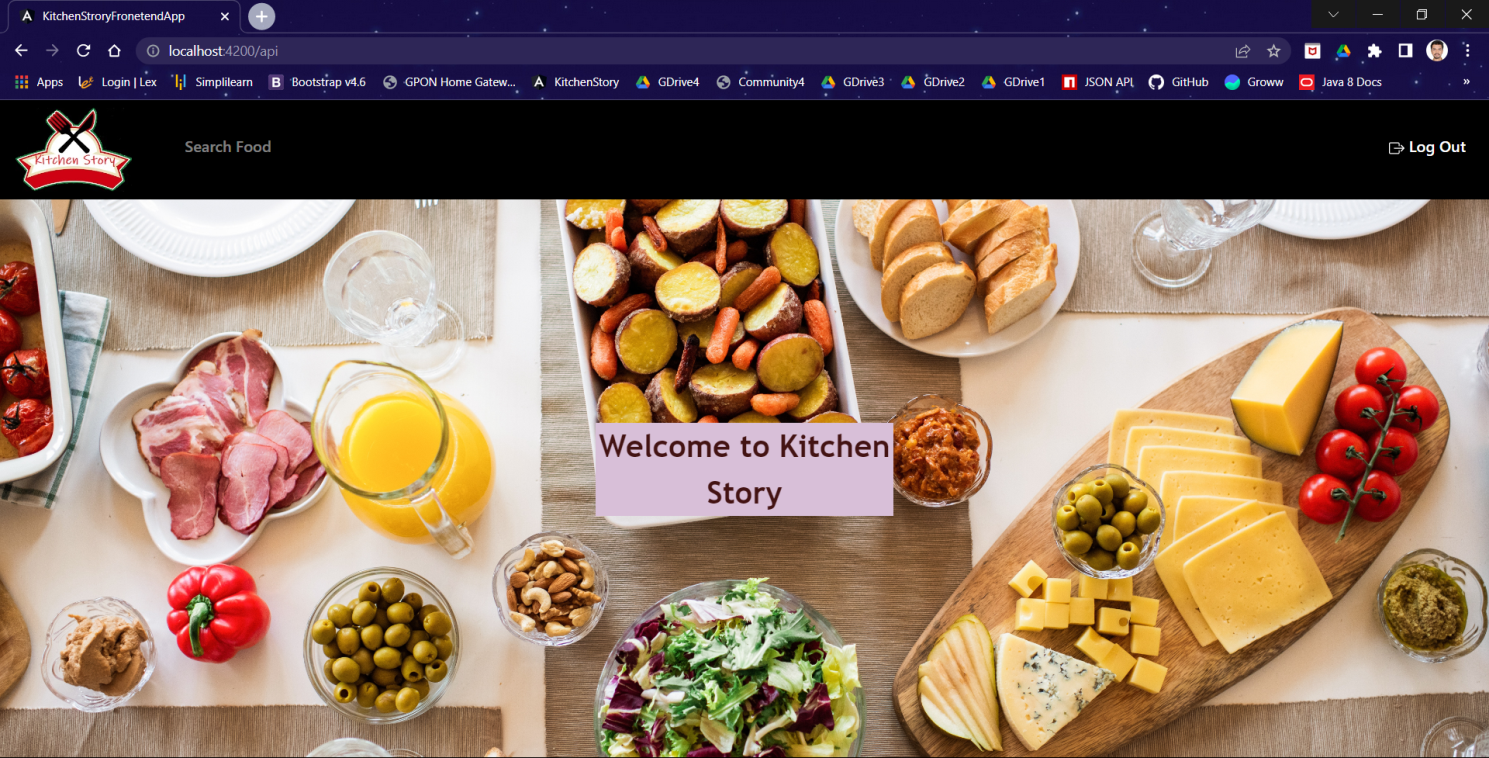 KitchenStroryFronetendApp
localhost:4200/api
Apps
Login | Lex
Simplilearn
Bootstrap v4.6
GPON Home Gatew...
KitchenStory
GDrive4
Community4
GDrive3
GDrive2
GDrive1
JSON API
GitHub
Groww
Java 8 Docs
»
Kitchen Story
Search Food
Log Out
Welcome to Kitchen
Story